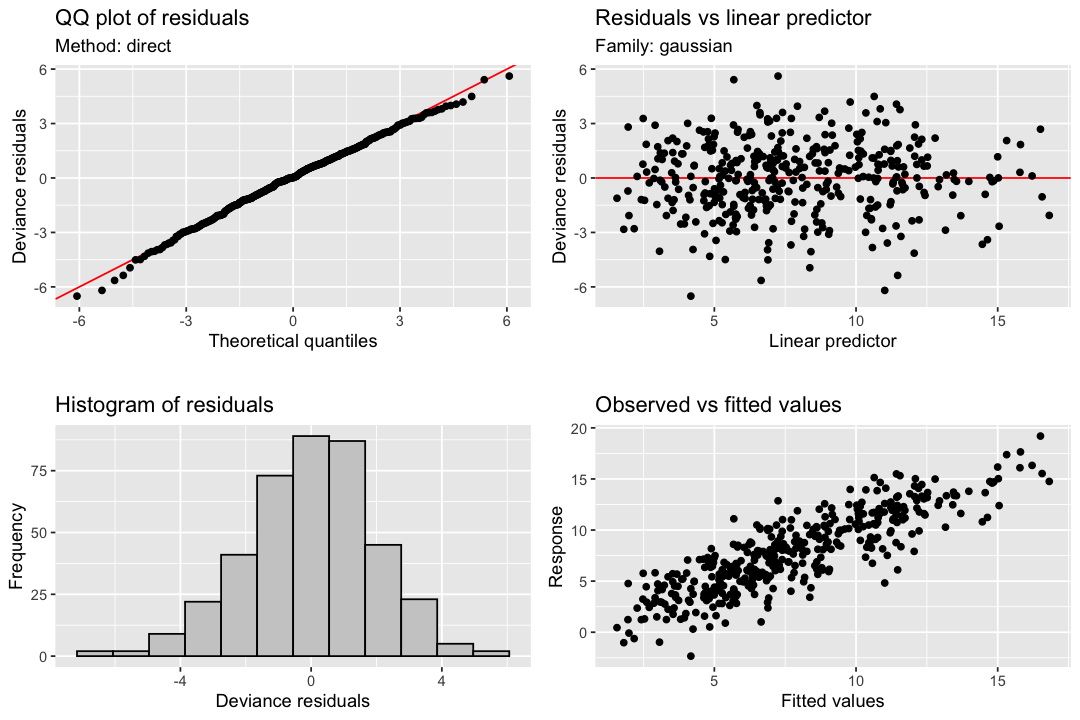 QQ plot of residuals
Method: direct
6
3
0
-3
-6
Deviance residuals
-6
-3
0
3
6
Theoretical quantiles
Residuals vs linear predictor
Family: gaussian
6
3
0
-3
-6
Deviance residuals
5
10
15
Linear predictor
Histogram of residuals
75
50
25
0
Frequency
-4
0
4
Deviance residuals
Observed vs fitted values
20
15
10
5
0
Response
5
10
15
Fitted values